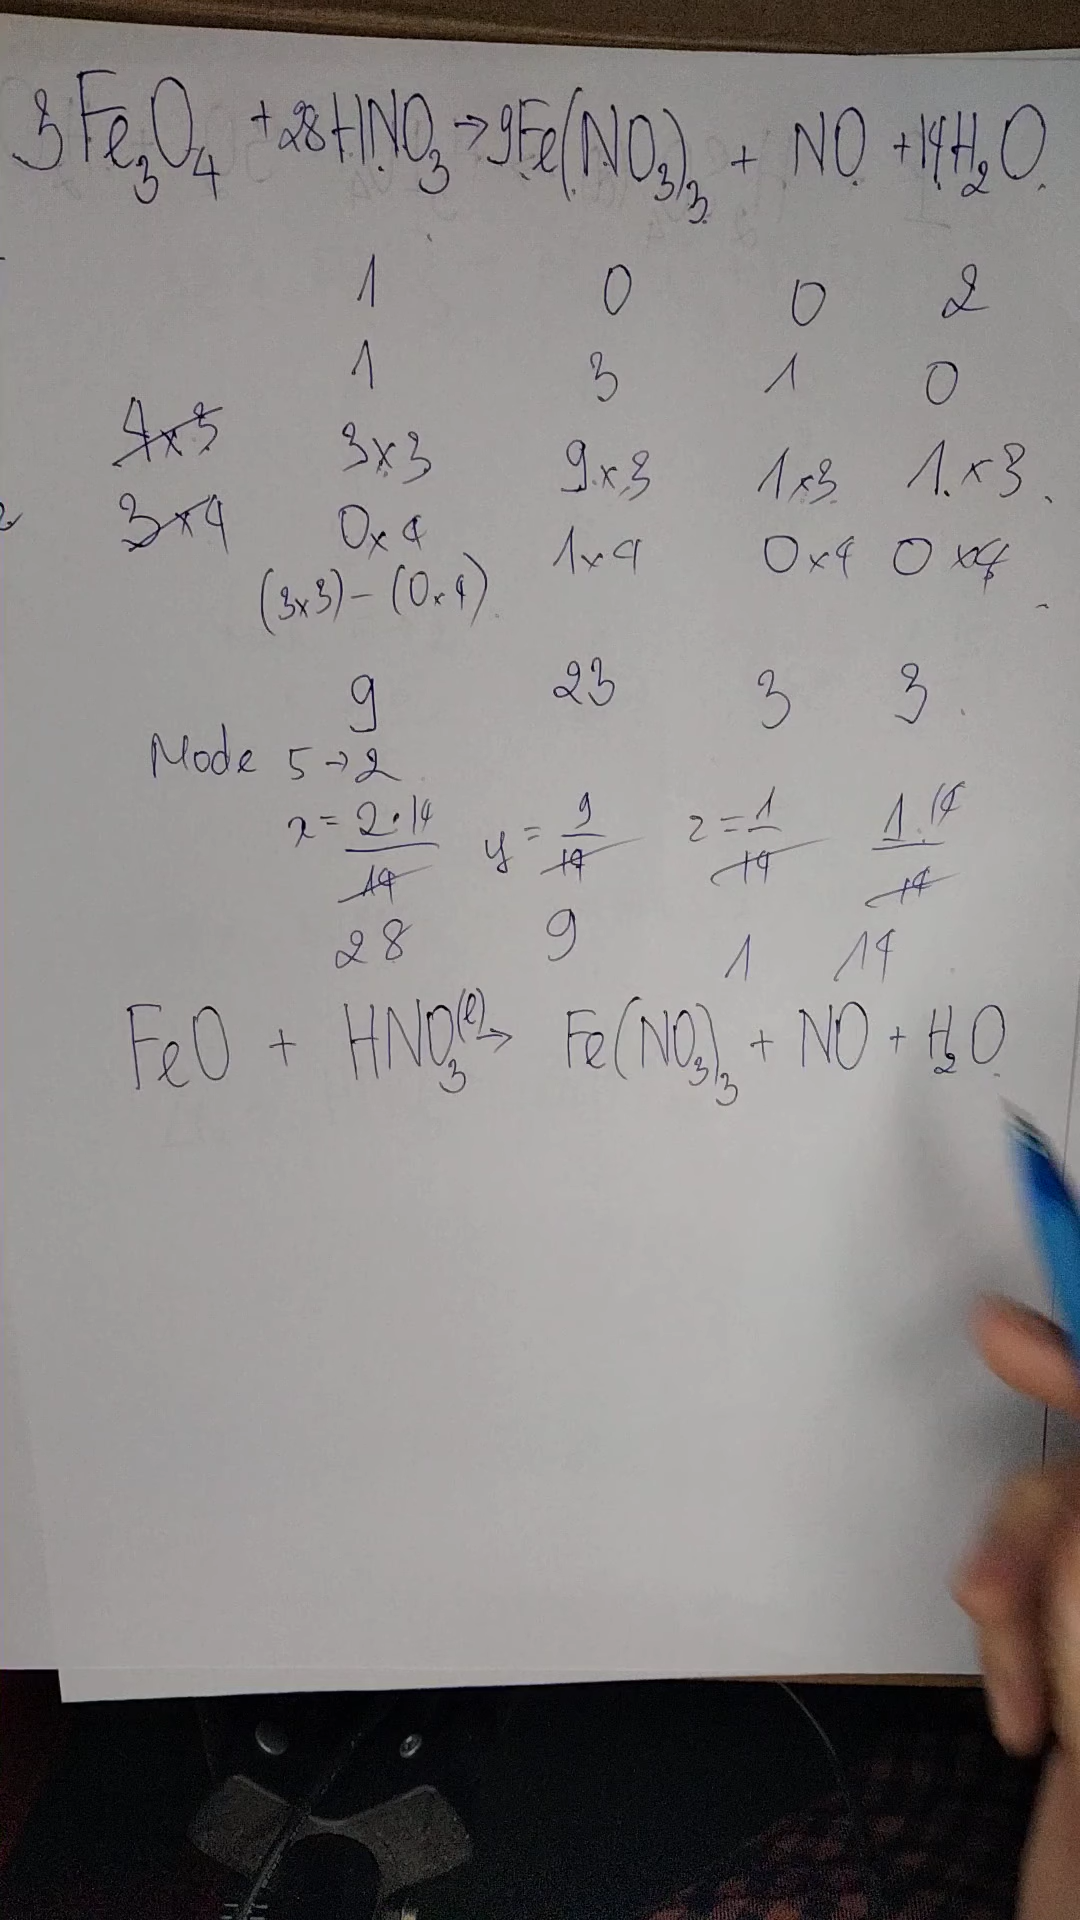 3Fe₃O₄ +28HNO₃ → 9Fe(NO₃)₃ + NO +14H₂O
1 0 0 2
1 3 1 0
4x3 3x3 9x3 1x3 1x3
3x4 0x4 1x4 0x4 0x4
(3x3)-(0x4)
9 23 3 3
Mode 5→2
x = 2·14/14 y = 9/14 z = 1/14 1·14/14
28 9 1 14
FeO + HNO₃(l) → Fe(NO₃)₃ + NO + H₂O